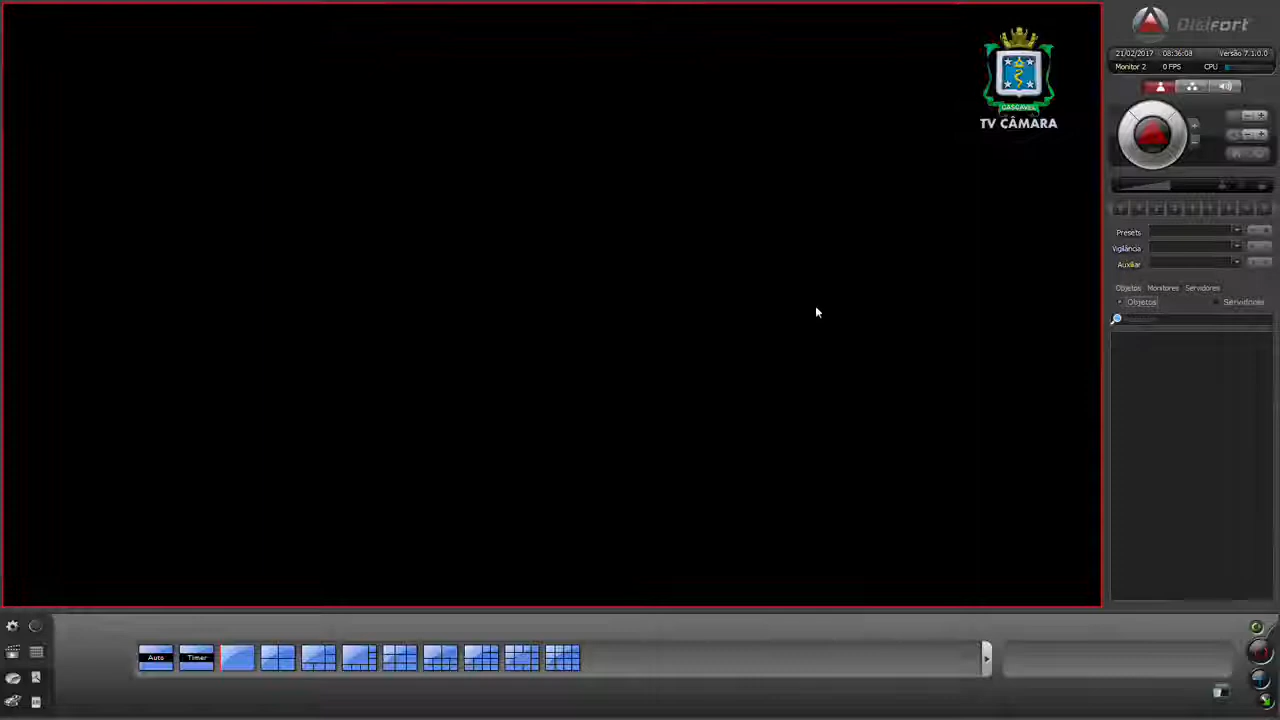 CASCAVEL
TV CÂMARA
Digifort
21/02/2017 08:36:08 Versão 7.1.0.0
Monitor 2 0 FPS CPU
Presets
Vigilância
Auxiliar
Objetos Monitores Servidores
Objetos Servidores
Auto Timer